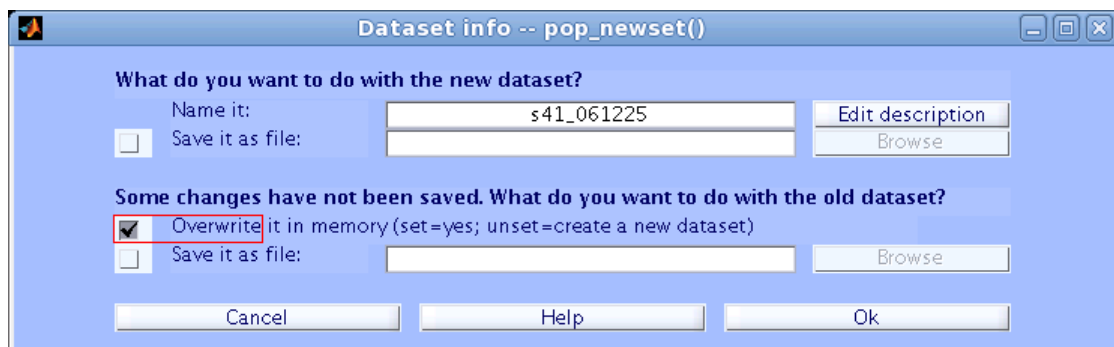 Dataset info -- pop_newset()
What do you want to do with the new dataset?
Name it: s41_061225 Edit description
Save it as file: Browse
Some changes have not been saved. What do you want to do with the old dataset?
Overwrite it in memory (set=yes; unset=create a new dataset)
Save it as file: Browse
Cancel Help Ok